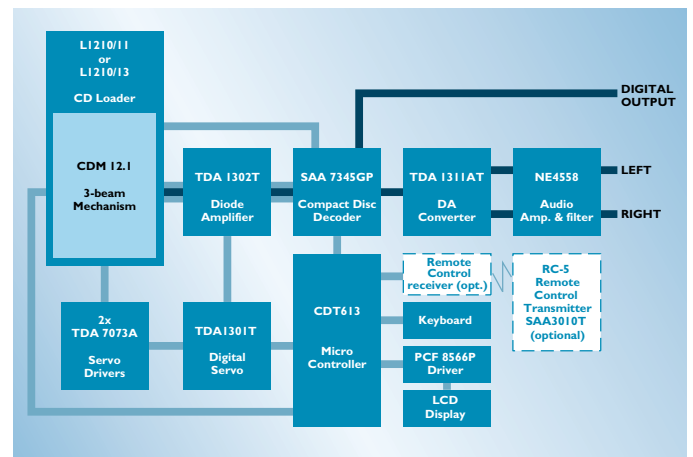 L1210/11
or
L1210/13
CD Loader
CDM 12.1
3-beam
Mechanism
TDA 1302T
Diode
Amplifier
SAA 7345GP
Compact Disc
Decoder
TDA 1311AT
DA
Converter
NE4558
Audio
Amp. & filter
DIGITAL
OUTPUT
LEFT
RIGHT
2x
TDA 7073A
Servo
Drivers
TDA1301T
Digital
Servo
CDT613
Micro
Controller
Remote
Control
receiver (opt.)
RC-5
Remote
Control
Transmitter
SAA3010T
(optional)
Keyboard
PCF 8566P
Driver
LCD
Display